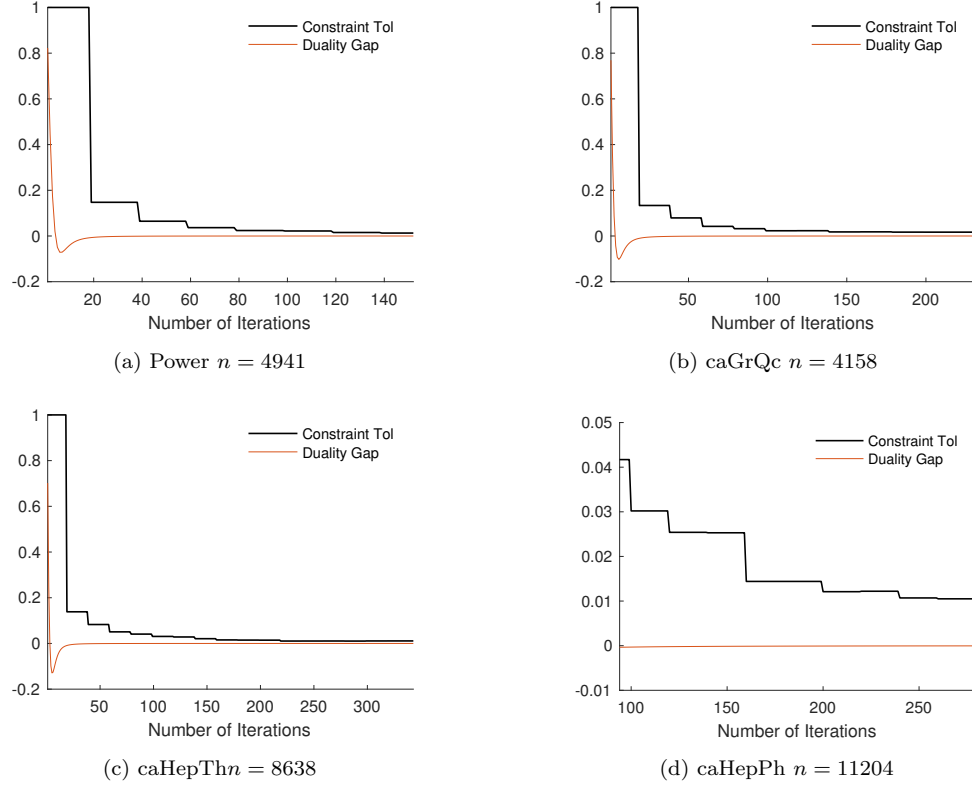 1
0.8
0.6
0.4
0.2
0
-0.2
20 40 60 80 100 120 140
Number of Iterations
Constraint Tol
Duality Gap
(a) Power n = 4941
1
0.8
0.6
0.4
0.2
0
-0.2
50 100 150 200
Number of Iterations
Constraint Tol
Duality Gap
(b) caGrQc n = 4158
1
0.8
0.6
0.4
0.2
0
-0.2
50 100 150 200 250 300
Number of Iterations
Constraint Tol
Duality Gap
(c) caHepThn = 8638
0.05
0.04
0.03
0.02
0.01
0
-0.01
100 150 200 250
Number of Iterations
Constraint Tol
Duality Gap
(d) caHepPh n = 11204